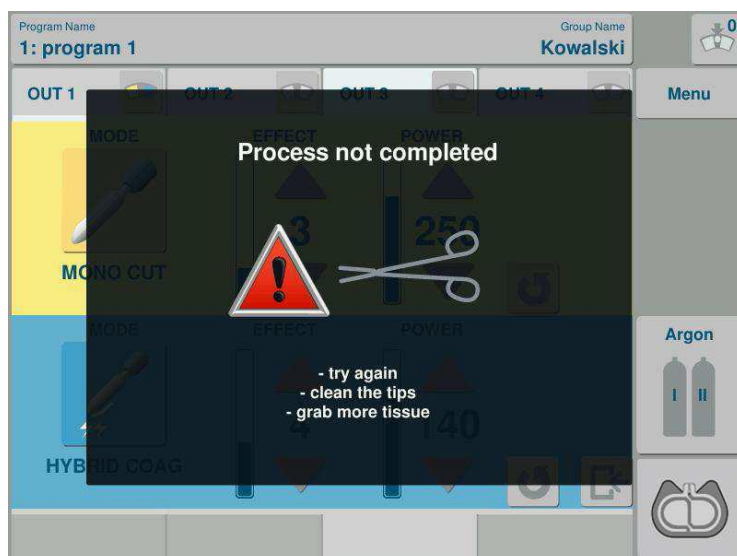 Program Name
Group Name
1: program 1
Kowalski
0
OUT 1
OUT 2
OUT 3
OUT 4
Menu
MODE
EFFECT
POWER
Process not completed
3
250
MONO CUT
MODE
EFFECT
POWER
Argon
- try again
- clean the tips
- grab more tissue
I II
4
140
HYBRID COAG